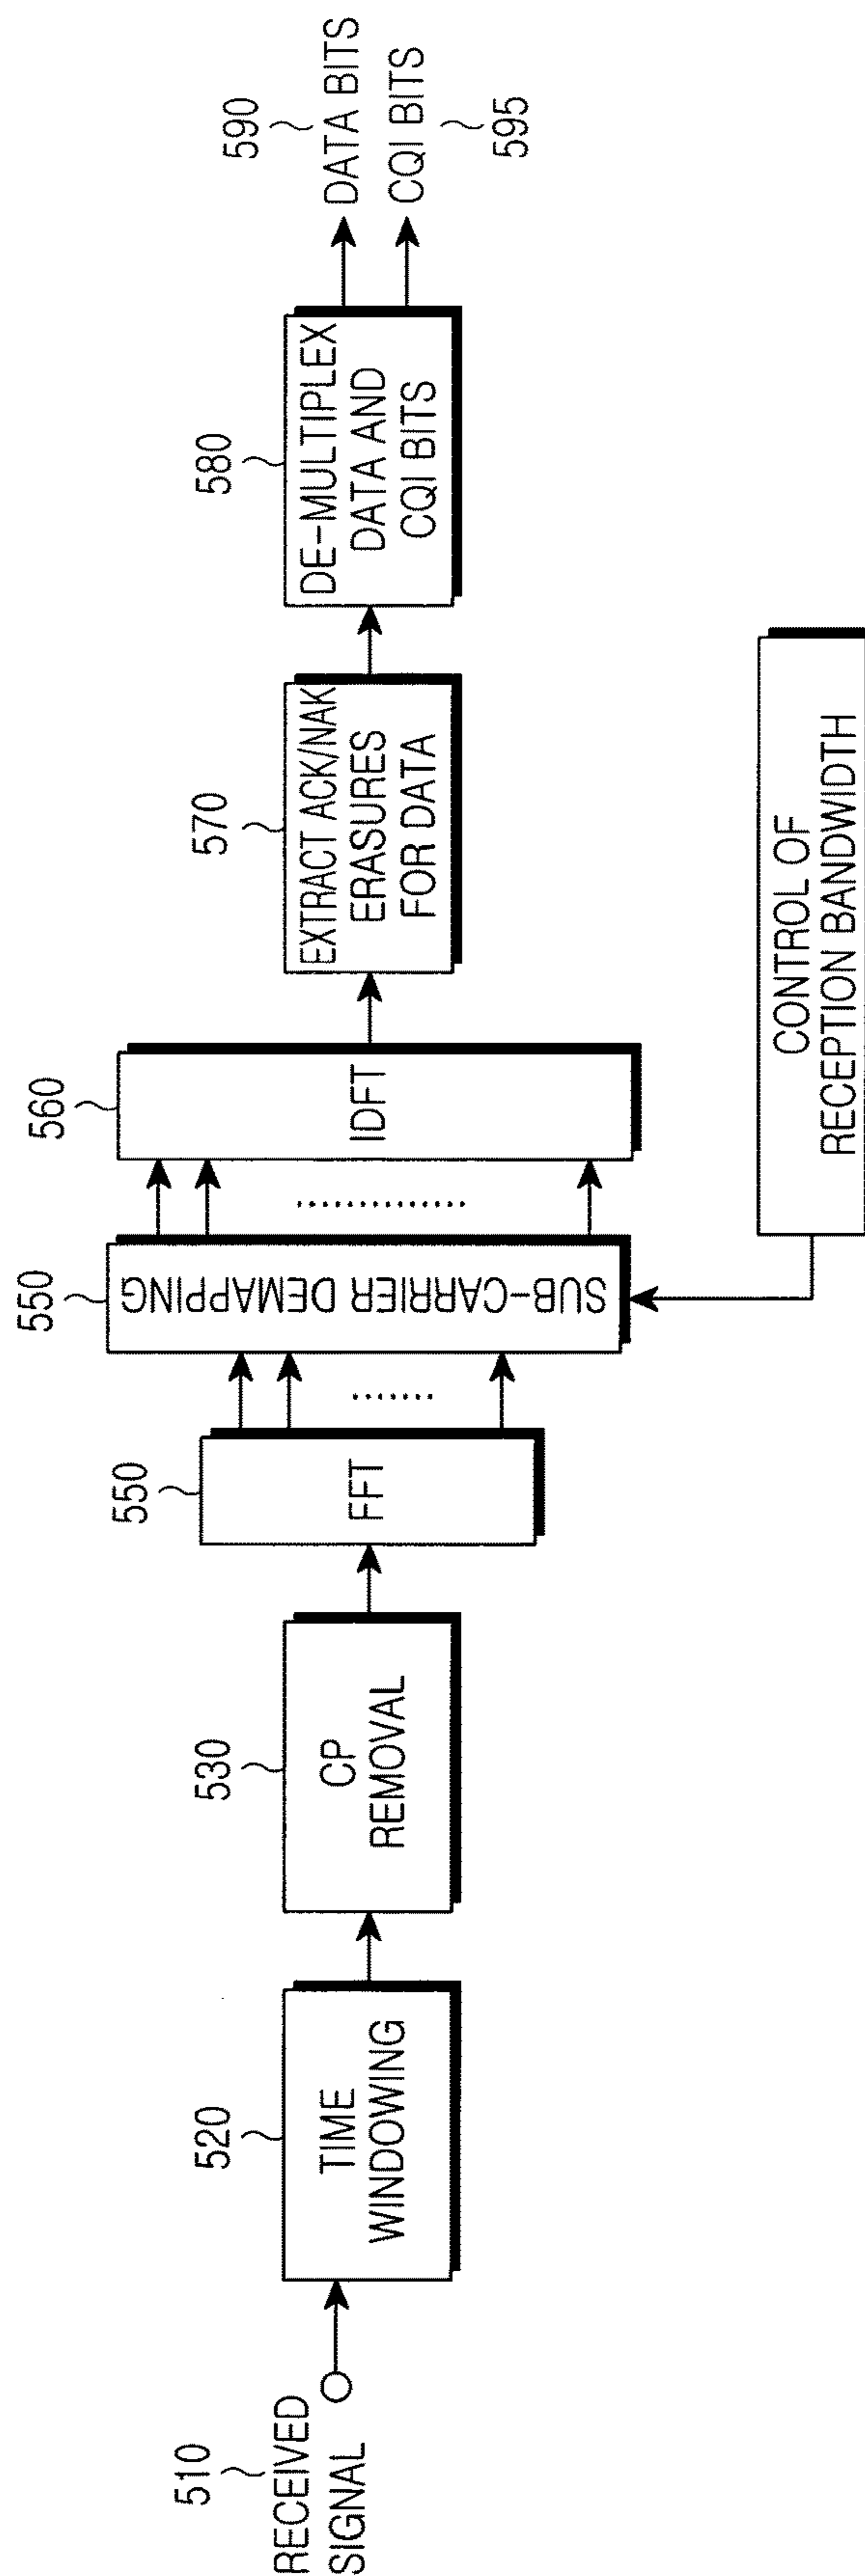 510
RECEIVED
SIGNAL
520
TIME
WINDOWING
530
CP
REMOVAL
550
FFT
550
SUB-CARRIER DEMAPPING
560
IDFT
570
EXTRACT ACK/NAK
ERASURES
FOR DATA
580
DE-MULTIPLEX
DATA AND
CQI BITS
590
DATA BITS
CQI BITS
595
CONTROL OF
RECEPTION BANDWIDTH